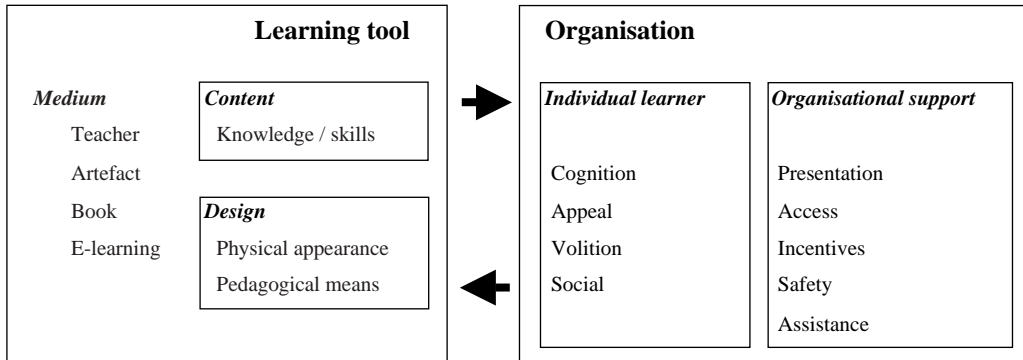 Learning tool
Medium
Teacher
Artefact
Book
E-learning
Content
Knowledge / skills
Design
Physical appearance
Pedagogical means
Organisation
Individual learner
Cognition
Appeal
Volition
Social
Organisational support
Presentation
Access
Incentives
Safety
Assistance